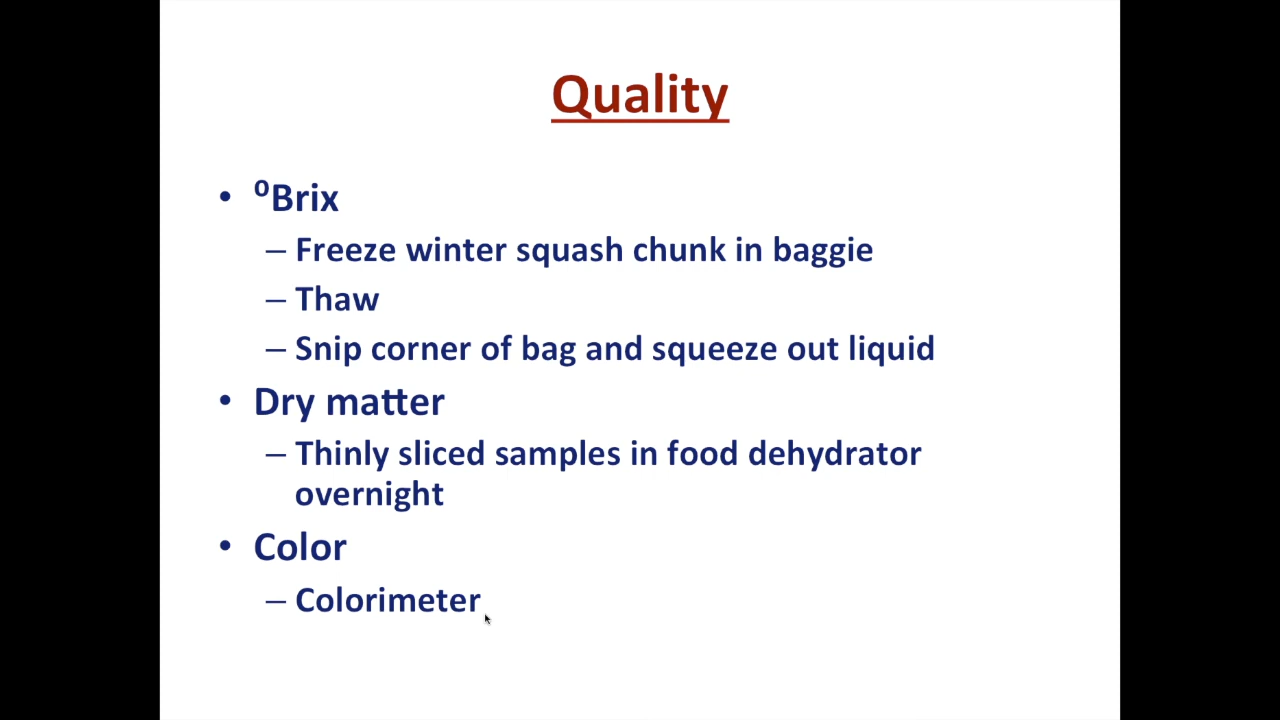 Quality
• ⁰Brix
– Freeze winter squash chunk in baggie
– Thaw
– Snip corner of bag and squeeze out liquid
• Dry matter
– Thinly sliced samples in food dehydrator
overnight
• Color
– Colorimeter